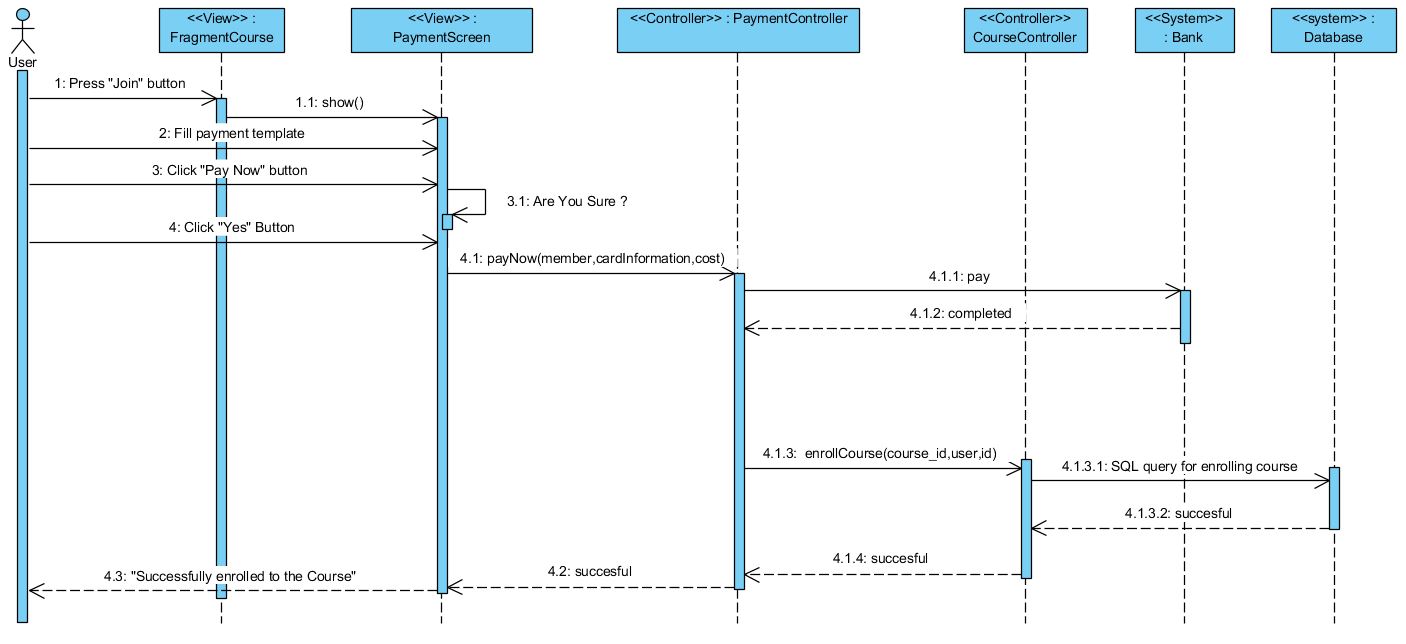 <<View>> :
FragmentCourse
<<View>> :
PaymentScreen
<<Controller>> : PaymentController
<<Controller>>
CourseController
<<System>>
: Bank
<<system>> :
Database
User
1: Press "Join" button
1.1: show()
2: Fill payment template
3: Click "Pay Now" button
3.1: Are You Sure ?
4: Click "Yes" Button
4.1: payNow(member,cardInformation,cost)
4.1.1: pay
4.1.2: completed
4.1.3:  enrollCourse(course_id,user,id)
4.1.3.1: SQL query for enrolling course
4.1.3.2: succesful
4.1.4: succesful
4.2: succesful
4.3: "Successfully enrolled to the Course"